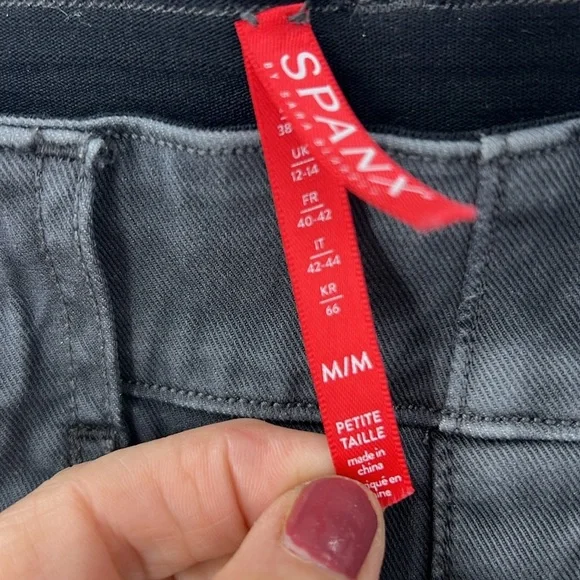 SPANX
38
UK
12-14
FR
40-42
IT
42-44
KR
66
M/M
PETITE
TAILLE
made in
china